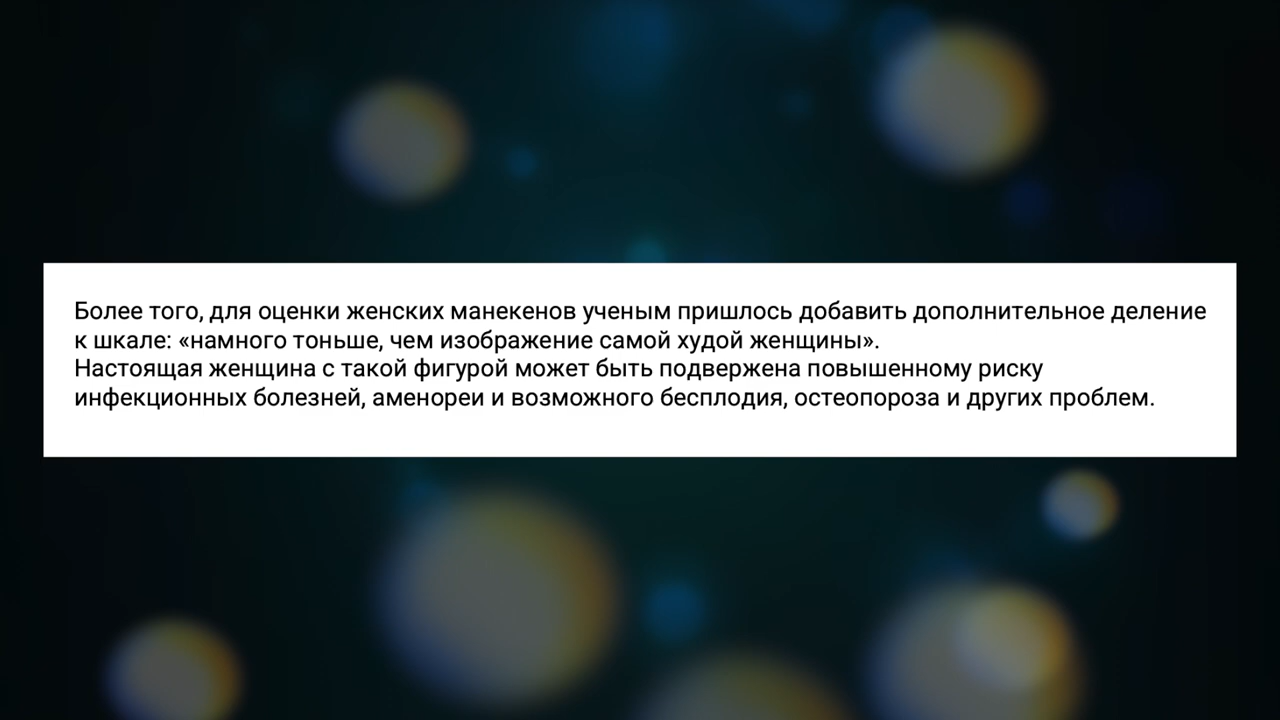 Более того, для оценки женских манекенов ученым пришлось добавить дополнительное деление
к шкале: «намного тоньше, чем изображение самой худой женщины».
Настоящая женщина с такой фигурой может быть подвержена повышенному риску
инфекционных болезней, аменореи и возможного бесплодия, остеопороза и других проблем.